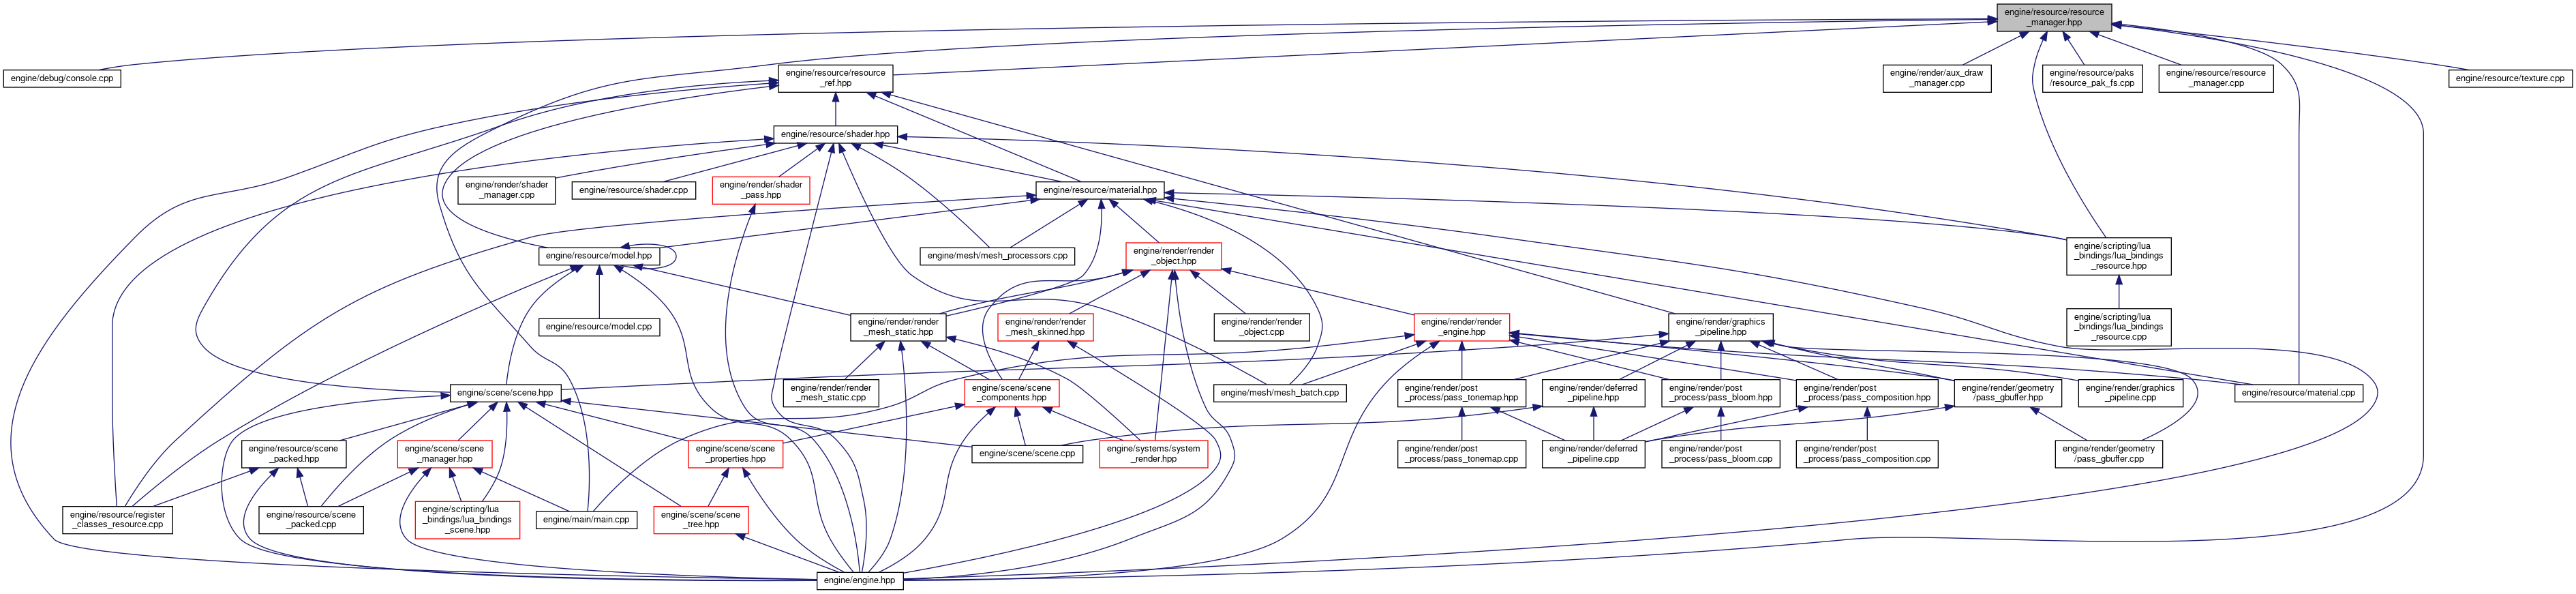 engine/resource/resource
_manager.hpp
engine/debug/console.cpp
engine/resource/resource
_ref.hpp
engine/render/aux_draw
_manager.cpp
engine/resource/paks
/resource_pak_fs.cpp
engine/resource/resource
_manager.cpp
engine/resource/texture.cpp
engine/resource/shader.hpp
engine/render/shader
_manager.cpp
engine/resource/shader.cpp
engine/render/shader
_pass.hpp
engine/resource/material.hpp
engine/resource/model.hpp
engine/mesh/mesh_processors.cpp
engine/render/render
_object.hpp
engine/scripting/lua
_bindings/lua_bindings
_resource.hpp
engine/resource/model.cpp
engine/render/render
_mesh_static.hpp
engine/render/render
_mesh_skinned.hpp
engine/render/render
_object.cpp
engine/render/render
_engine.hpp
engine/render/graphics
_pipeline.hpp
engine/scripting/lua
_bindings/lua_bindings
_resource.cpp
engine/scene/scene.hpp
engine/render/render
_mesh_static.cpp
engine/scene/scene
_components.hpp
engine/mesh/mesh_batch.cpp
engine/render/post
_process/pass_tonemap.hpp
engine/render/deferred
_pipeline.hpp
engine/render/post
_process/pass_bloom.hpp
engine/render/post
_process/pass_composition.hpp
engine/render/geometry
/pass_gbuffer.hpp
engine/render/graphics
_pipeline.cpp
engine/resource/material.cpp
engine/resource/scene
_packed.hpp
engine/scene/scene
_manager.hpp
engine/scene/scene
_properties.hpp
engine/scene/scene.cpp
engine/systems/system
_render.hpp
engine/render/post
_process/pass_tonemap.cpp
engine/render/deferred
_pipeline.cpp
engine/render/post
_process/pass_bloom.cpp
engine/render/post
_process/pass_composition.cpp
engine/render/geometry
/pass_gbuffer.cpp
engine/resource/register
_classes_resource.cpp
engine/resource/scene
_packed.cpp
engine/scripting/lua
_bindings/lua_bindings
_scene.hpp
engine/main/main.cpp
engine/scene/scene
_tree.hpp
engine/engine.hpp